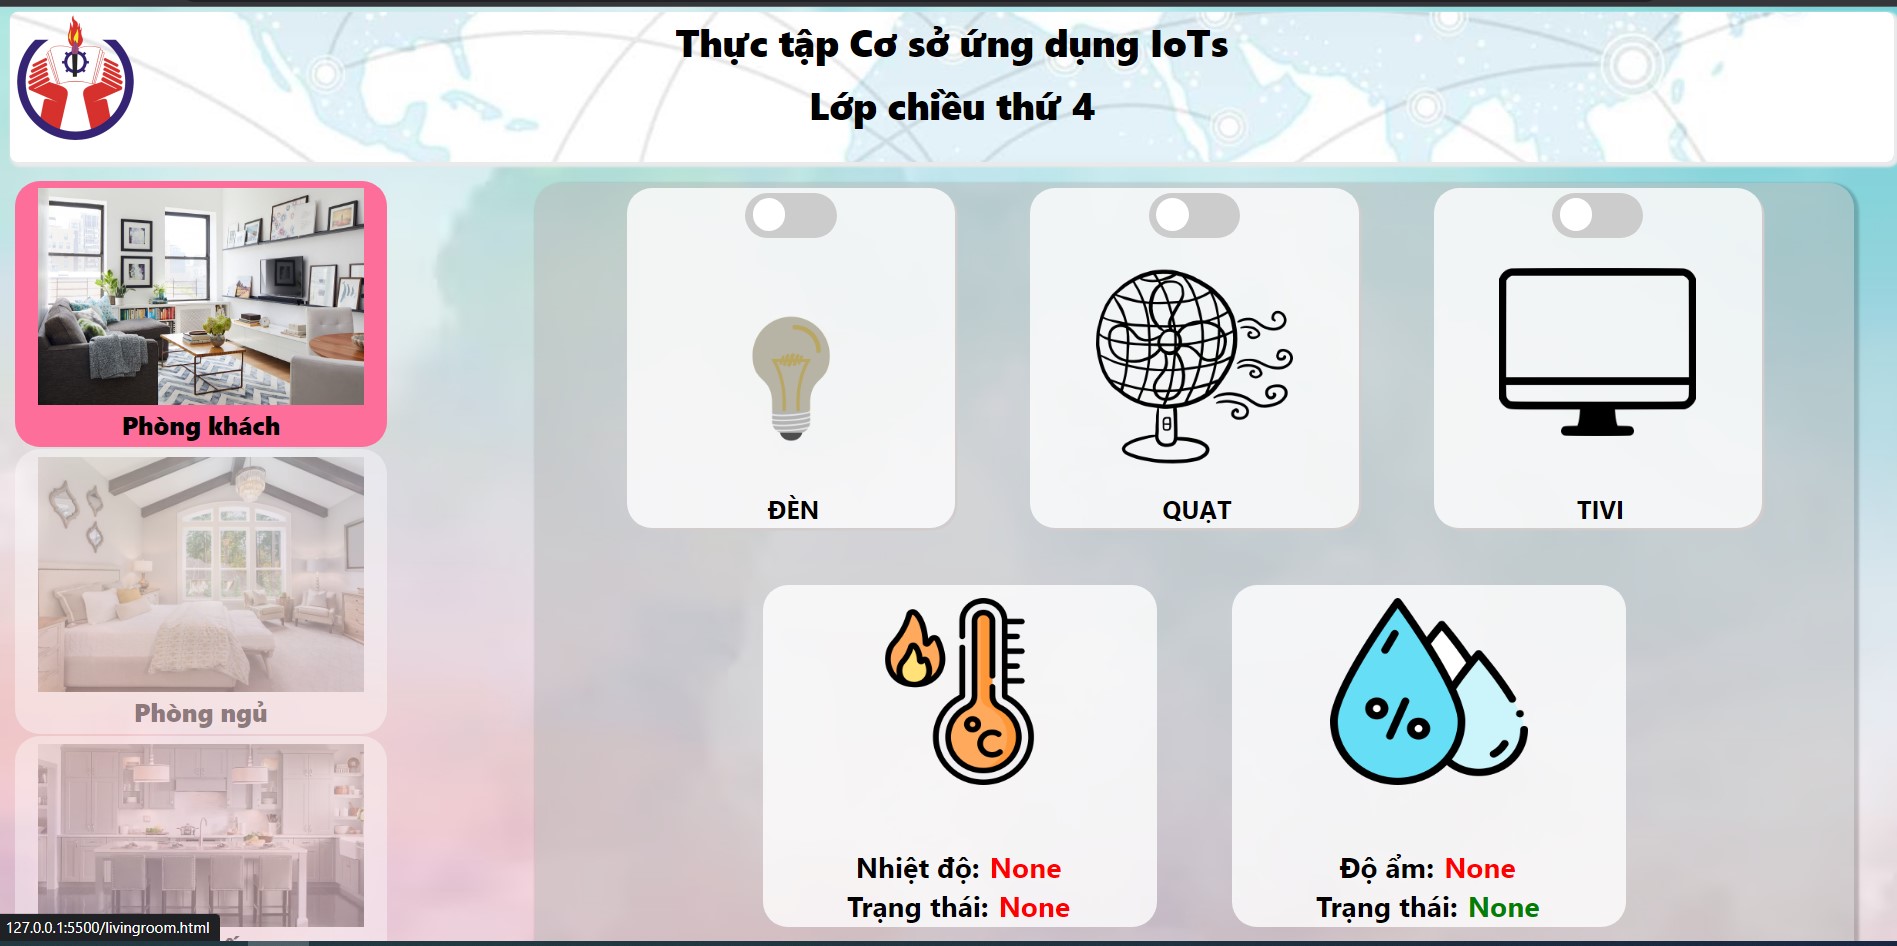 Thực tập Cơ sở ứng dụng IoTs
Lớp chiều thứ 4
Phòng khách
Phòng ngủ
ĐÈN
QUẠT
TIVI
°C
%
Nhiệt độ: None
Trạng thái: None
Độ ẩm: None
Trạng thái: None
127.0.0.1:5500/livingroom.html